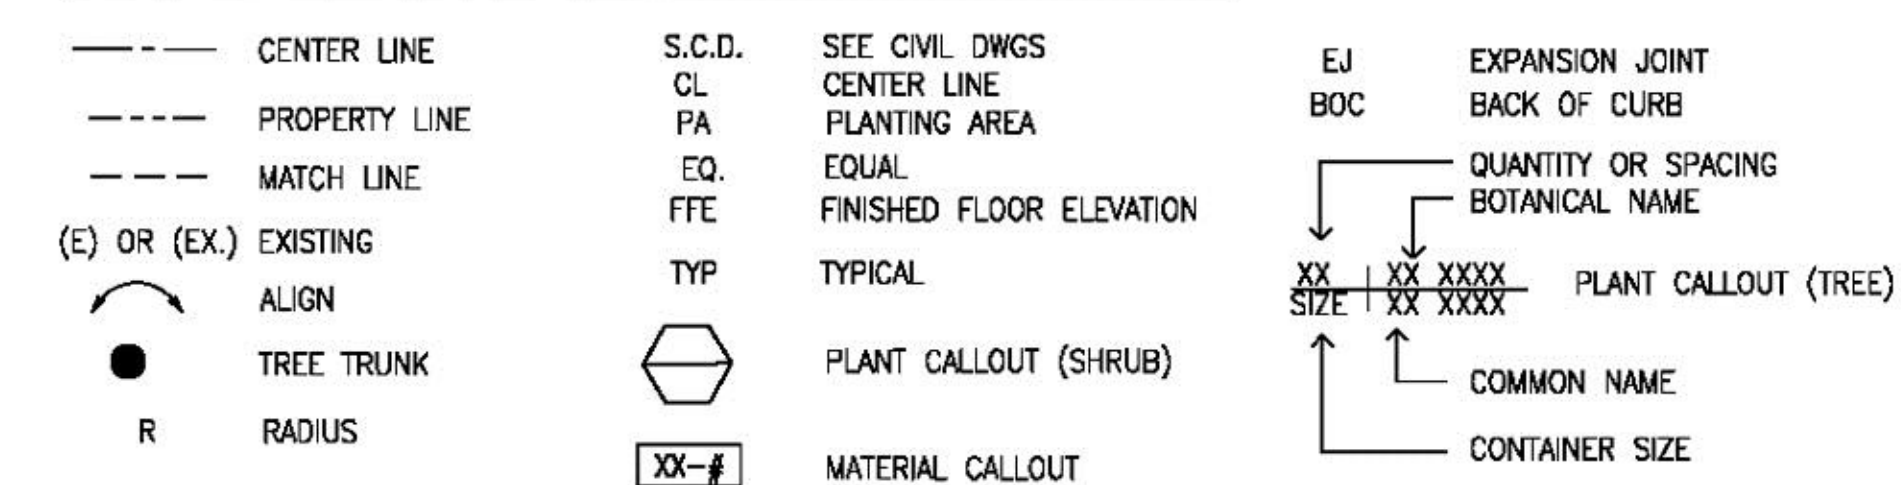 CENTER LINE
PROPERTY LINE
MATCH LINE
(E) OR (EX.) EXISTING
ALIGN
TREE TRUNK
R RADIUS
S.C.D. SEE CIVIL DWGS
CL CENTER LINE
PA PLANTING AREA
EQ. EQUAL
FFE FINISHED FLOOR ELEVATION
TYP TYPICAL
PLANT CALLOUT (SHRUB)
XX-# MATERIAL CALLOUT
EJ EXPANSION JOINT
BOC BACK OF CURB
QUANTITY OR SPACING
BOTANICAL NAME
XX XX XXXX
SIZE XX XXXX
PLANT CALLOUT (TREE)
COMMON NAME
CONTAINER SIZE